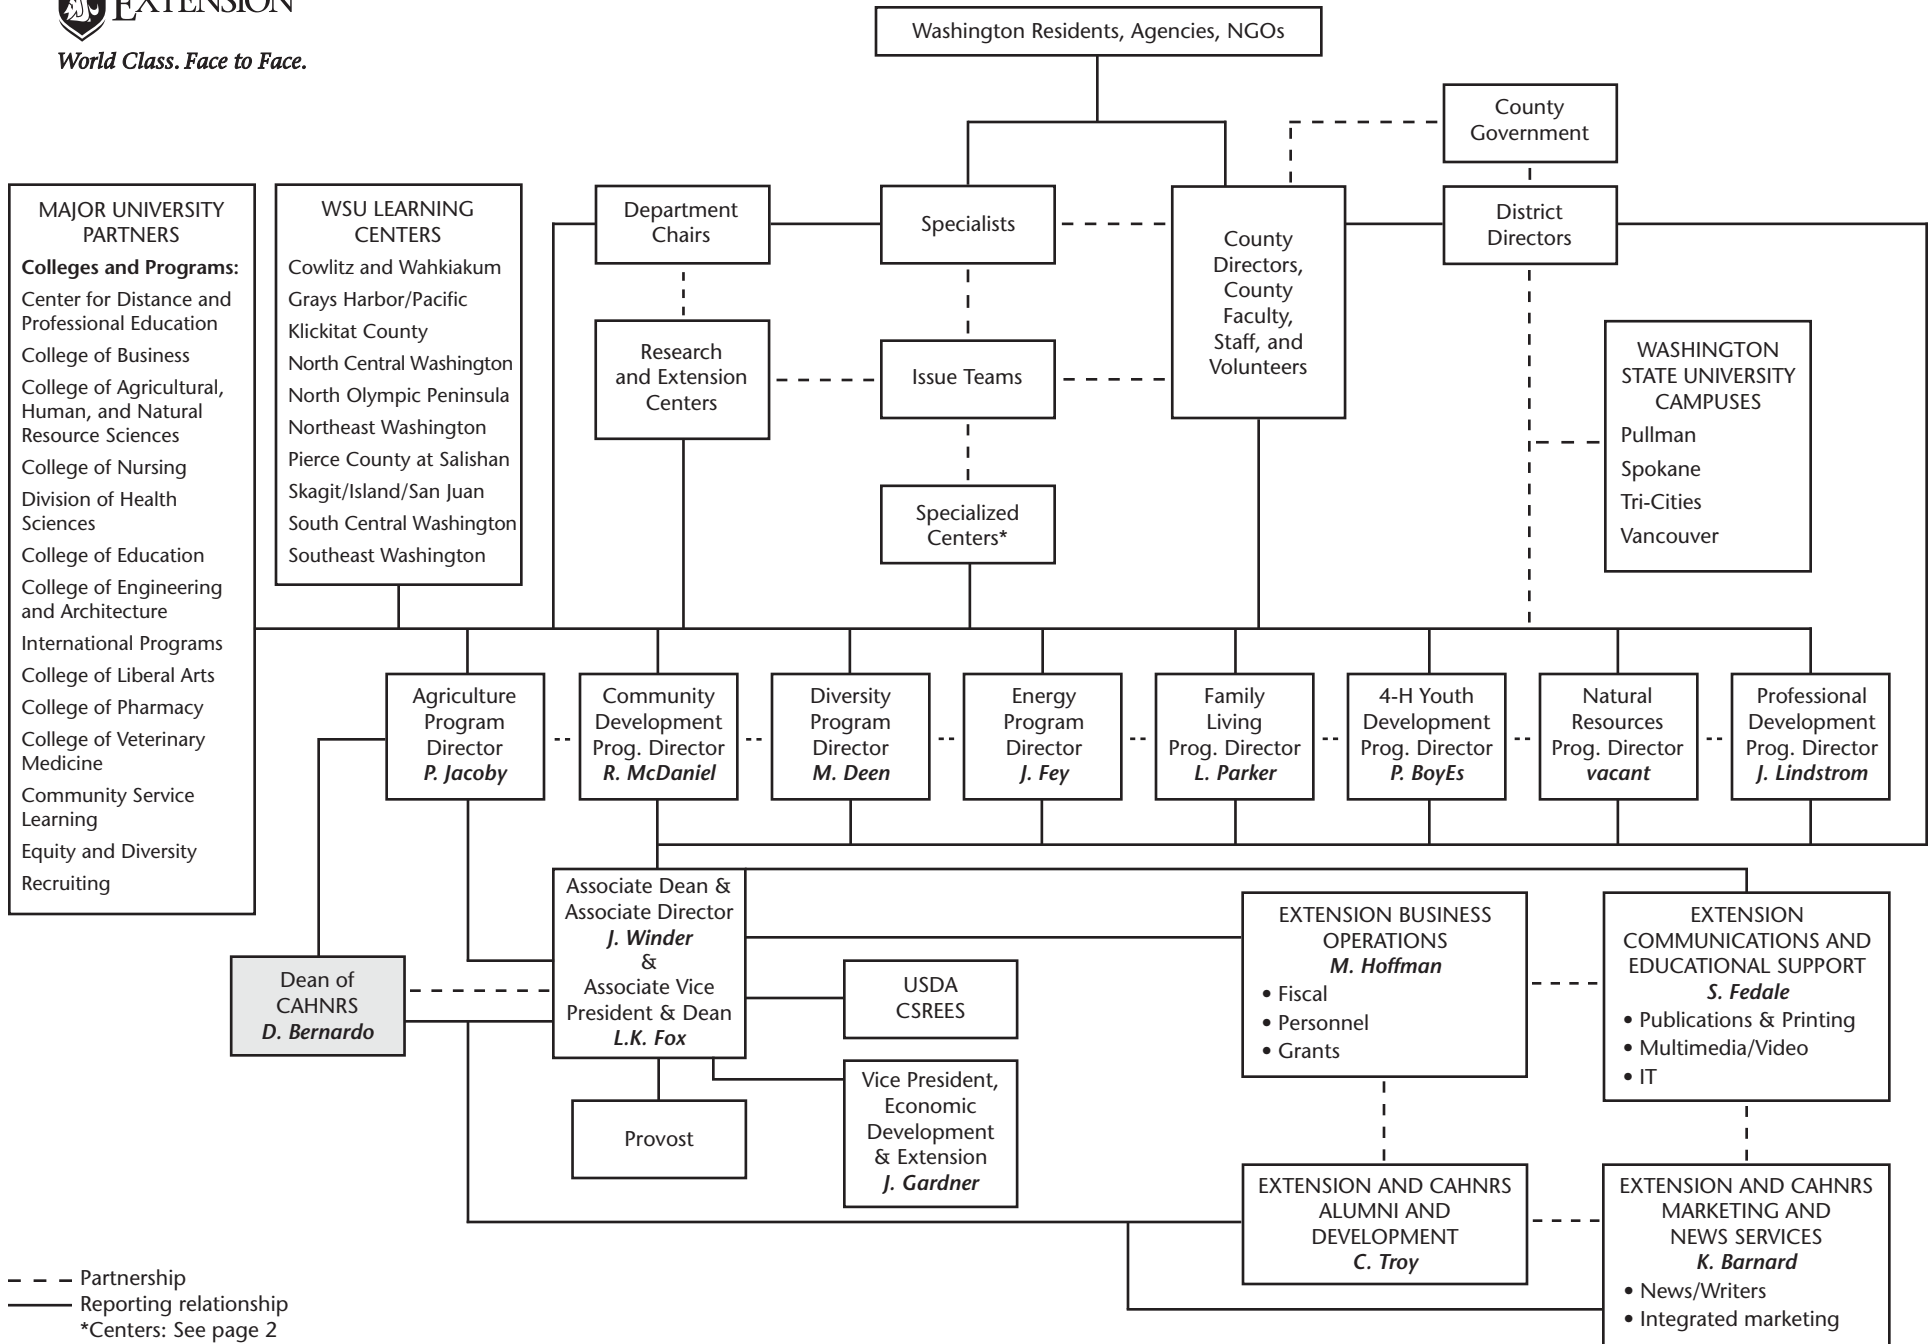 EXTENSION
World Class. Face to Face.
Washington Residents, Agencies, NGOs
County
Government
MAJOR UNIVERSITY
PARTNERS
Colleges and Programs:
Center for Distance and
Professional Education
College of Business
College of Agricultural,
Human, and Natural
Resource Sciences
College of Nursing
Division of Health
Sciences
College of Education
College of Engineering
and Architecture
International Programs
College of Liberal Arts
College of Pharmacy
College of Veterinary
Medicine
Community Service
Learning
Equity and Diversity
Recruiting
WSU LEARNING
CENTERS
Cowlitz and Wahkiakum
Grays Harbor/Pacific
Klickitat County
North Central Washington
North Olympic Peninsula
Northeast Washington
Pierce County at Salishan
Skagit/Island/San Juan
South Central Washington
Southeast Washington
Department
Chairs
Specialists
County
Directors,
County
Faculty,
Staff, and
Volunteers
District
Directors
Research
and Extension
Centers
Issue Teams
WASHINGTON
STATE UNIVERSITY
CAMPUSES
Pullman
Spokane
Tri-Cities
Vancouver
Specialized
Centers*
Agriculture
Program
Director
P. Jacoby
Community
Development
Prog. Director
R. McDaniel
Diversity
Program
Director
M. Deen
Energy
Program
Director
J. Fey
Family
Living
Prog. Director
L. Parker
4-H Youth
Development
Prog. Director
P. BoyEs
Natural
Resources
Prog. Director
vacant
Professional
Development
Prog. Director
J. Lindstrom
Dean of
CAHNRS
D. Bernardo
Associate Dean &
Associate Director
J. Winder
&
Associate Vice
President & Dean
L.K. Fox
USDA
CSREES
Provost
Vice President,
Economic
Development
& Extension
J. Gardner
EXTENSION BUSINESS
OPERATIONS
M. Hoffman
• Fiscal
• Personnel
• Grants
EXTENSION
COMMUNICATIONS AND
EDUCATIONAL SUPPORT
S. Fedale
• Publications & Printing
• Multimedia/Video
• IT
EXTENSION AND CAHNRS
ALUMNI AND
DEVELOPMENT
C. Troy
EXTENSION AND CAHNRS
MARKETING AND
NEWS SERVICES
K. Barnard
• News/Writers
• Integrated marketing
Partnership
Reporting relationship
*Centers: See page 2